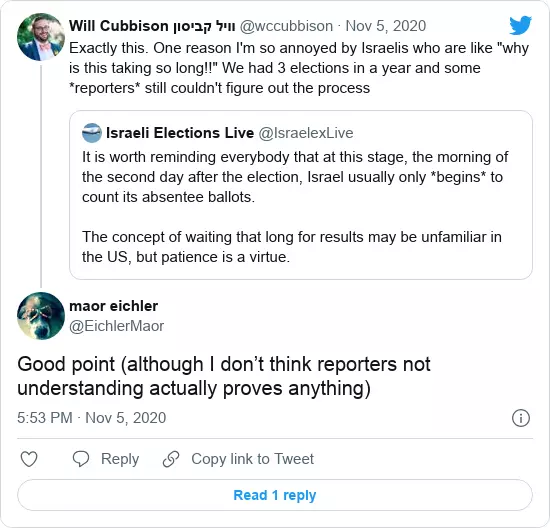 Will Cubbison וויל קביסון @wccubbison · Nov 5, 2020
Exactly this. One reason I'm so annoyed by Israelis who are like "why
is this taking so long!!" We had 3 elections in a year and some
*reporters* still couldn't figure out the process
Israeli Elections Live @IsraelexLive
It is worth reminding everybody that at this stage, the morning of
the second day after the election, Israel usually only *begins* to
count its absentee ballots.
The concept of waiting that long for results may be unfamiliar in
the US, but patience is a virtue.
maor eichler
@EichlerMaor
Good point (although I don’t think reporters not
understanding actually proves anything)
5:53 PM · Nov 5, 2020
Reply
Copy link to Tweet
Read 1 reply